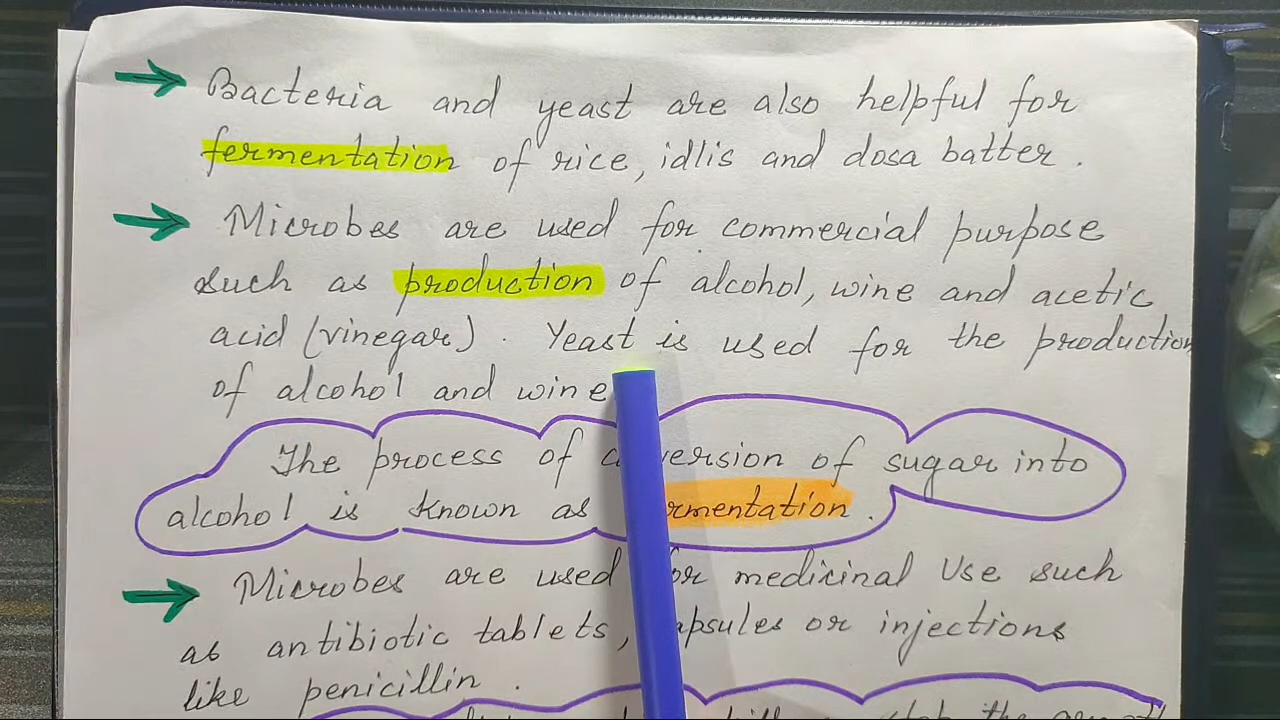 Bacteria and yeast are also helpful for
fermentation of rice, idlis and dosa batter.
Microbes are used for commercial purpose
such as production of alcohol, wine and acetic
acid (vinegar). Yeast is used for the production
of alcohol and wine
The process of version of sugar into
alcohol is known as rmentation.
Microbes are used for medicinal Use such
as antibiotic tablets, apsules or injections
like penicillin.
the